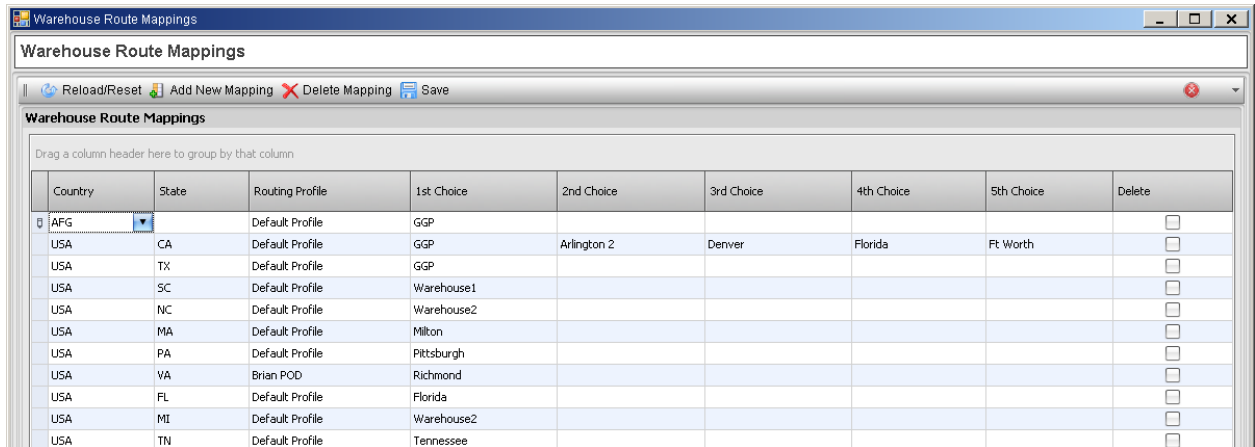 Warehouse Route Mappings
Warehouse Route Mappings
Reload/Reset Add New Mapping Delete Mapping Save
Warehouse Route Mappings
Drag a column header here to group by that column
Country State Routing Profile 1st Choice 2nd Choice 3rd Choice 4th Choice 5th Choice Delete
AFG Default Profile GGP
USA CA Default Profile GGP Arlington 2 Denver Florida Ft Worth
USA TX Default Profile GGP
USA SC Default Profile Warehouse1
USA NC Default Profile Warehouse2
USA MA Default Profile Milton
USA PA Default Profile Pittsburgh
USA VA Brian POD Richmond
USA FL Default Profile Florida
USA MI Default Profile Warehouse2
USA TN Default Profile Tennessee